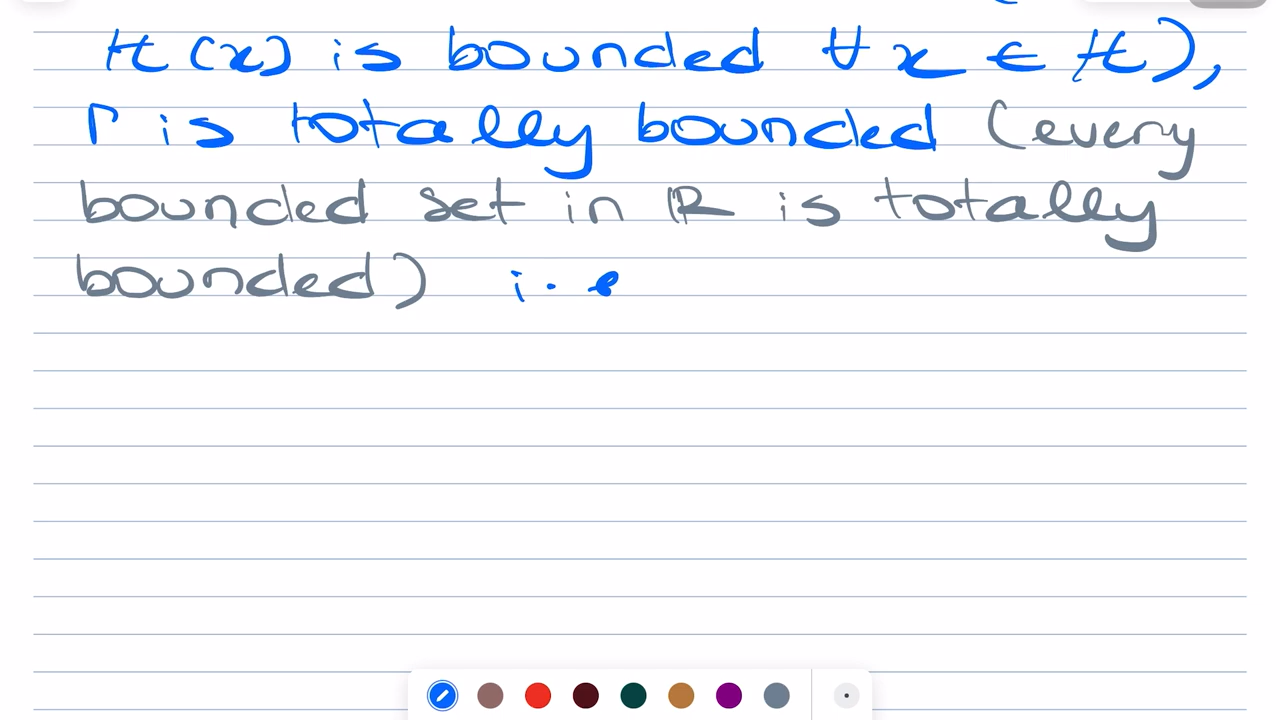 ℋ(x) is bounded ∀ x ∈ ℋ),
Γ is totally bounded (every
bounded set in ℝ is totally
bounded) i.e